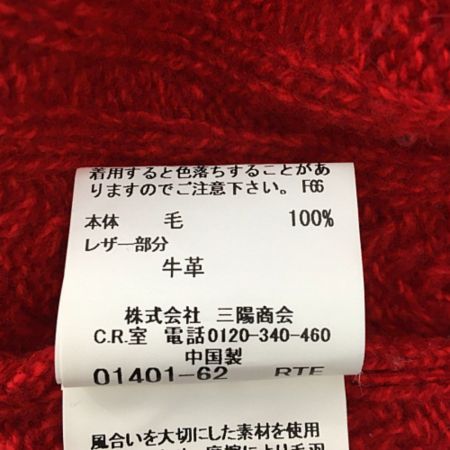 着用すると色落ちすることがあ
りますのでご注意下さい。 F66
本体 毛 100%
レザー部分
牛革
株式会社 三陽商会
C.R.室 電話0120-340-460
中国製
01401-62 RTF
風合いを大切にした素材を使用